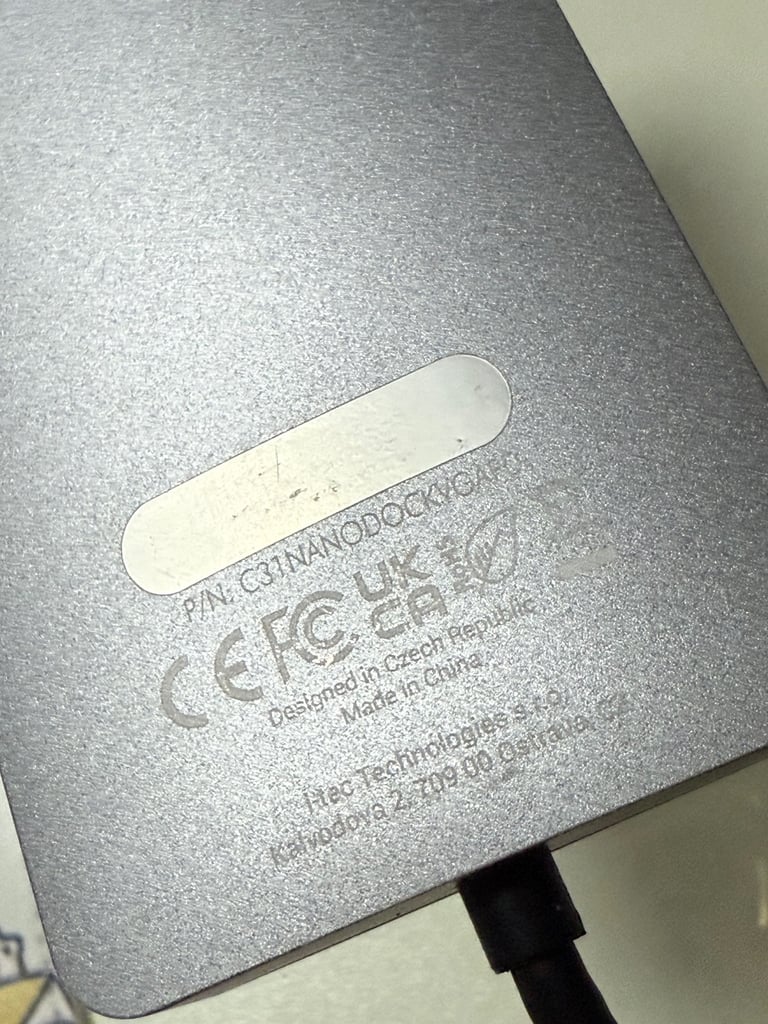 P/N: C31NANODOCKVGAPD
CE FC UK CA RoHS
Designed in Czech Republic
Made in China
i-tec Technologies s.r.o.
Kalvodova 2, 709 00 Ostrava, CZ